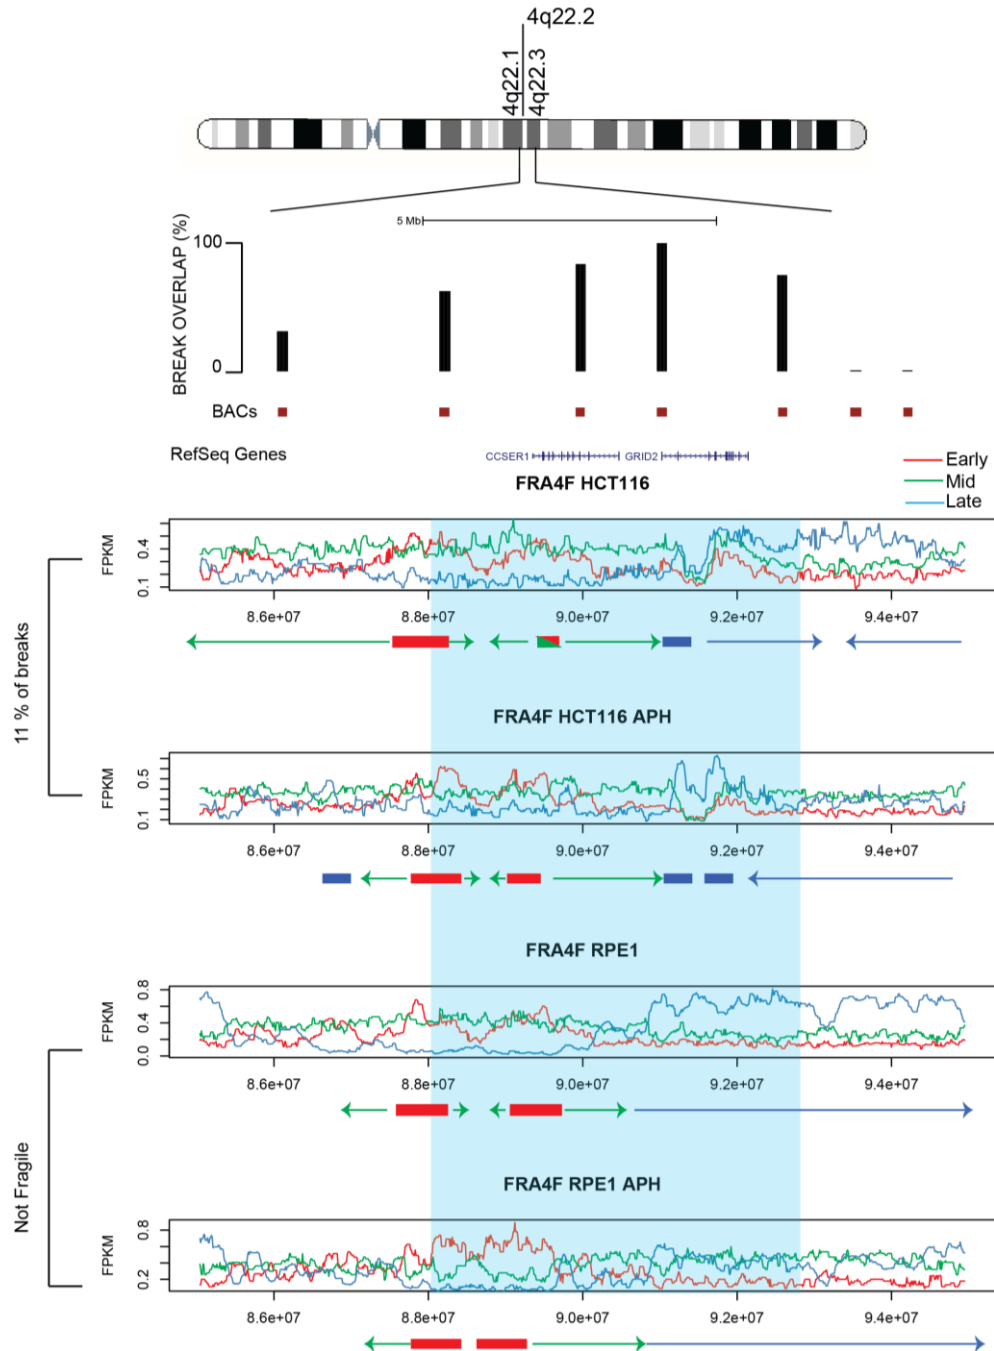 4q22.2
4q22.1
4q22.3
5 Mb
BREAK OVERLAP (%)
100
0
BACs
RefSeq Genes
CCSER1
GRID2
FRA4F HCT116
Early
Mid
Late
11 % of breaks
FPKM
0.4
0.1
8.6e+07 8.8e+07 9.0e+07 9.2e+07 9.4e+07
FRA4F HCT116 APH
FPKM
0.5
0.1
8.6e+07 8.8e+07 9.0e+07 9.2e+07 9.4e+07
FRA4F RPE1
Not Fragile
FPKM
0.8
0.4
0.0
8.6e+07 8.8e+07 9.0e+07 9.2e+07 9.4e+07
FRA4F RPE1 APH
FPKM
0.8
0.2
8.6e+07 8.8e+07 9.0e+07 9.2e+07 9.4e+07